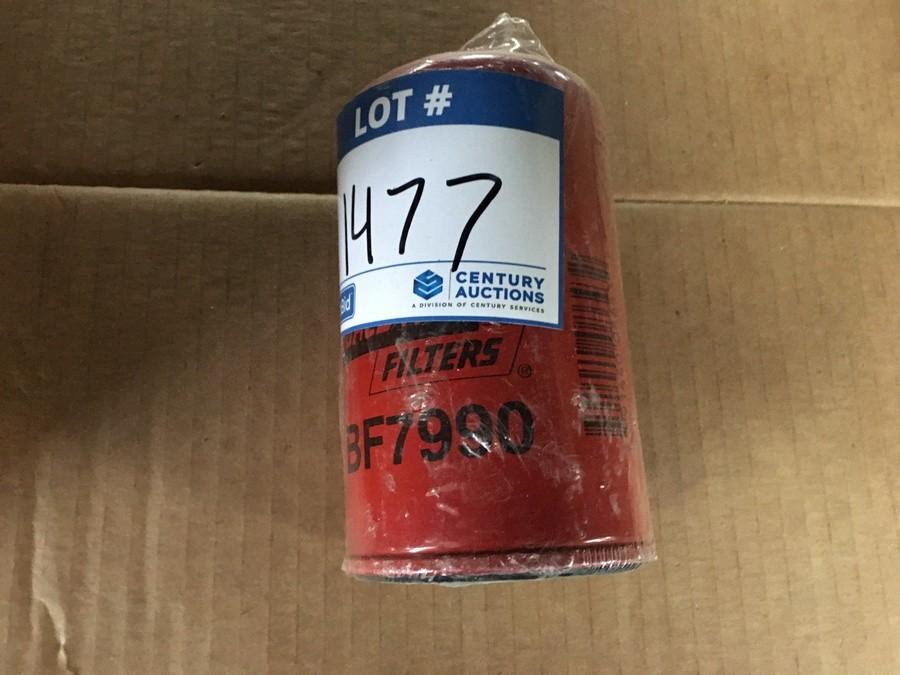 LOT #
1477
CENTURY
AUCTIONS
A DIVISION OF CENTURY SERVICES
FILTERS ®
BF7990